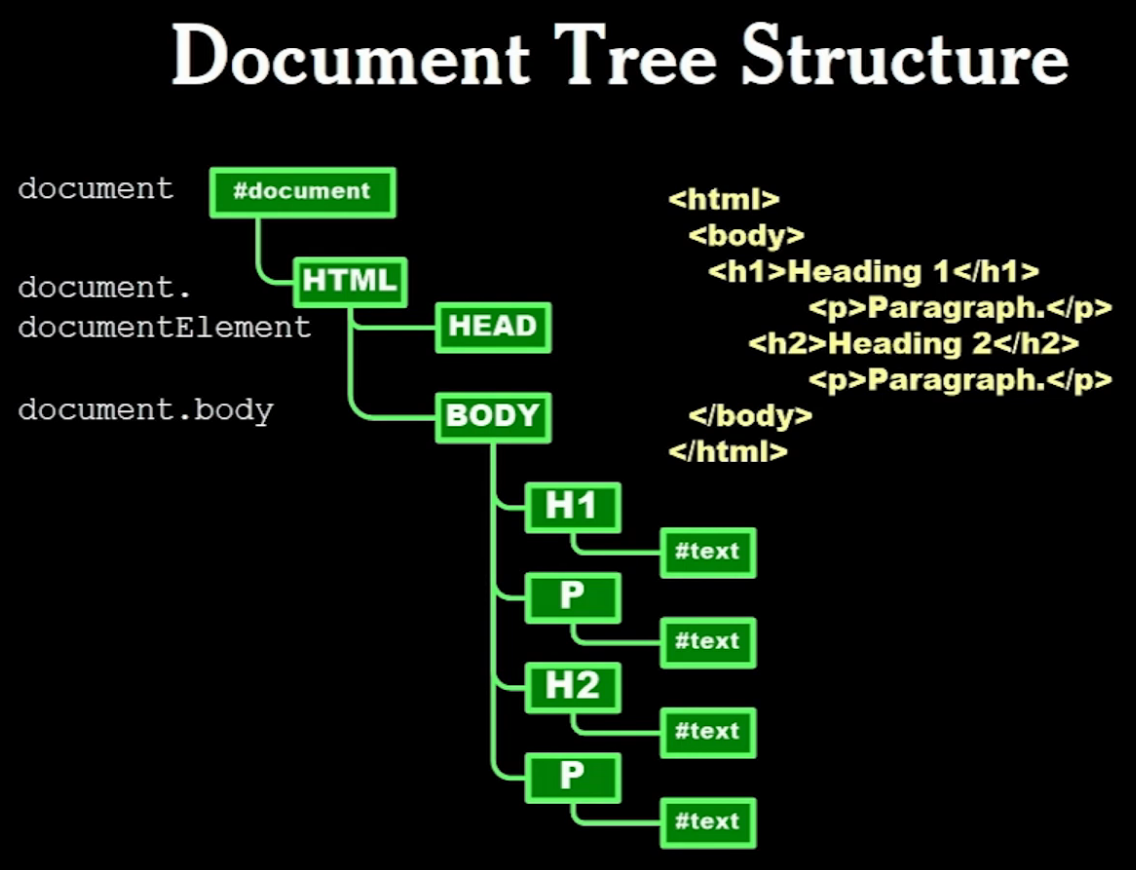 Document Tree Structure
document
#document
document.
documentElement
HTML
HEAD
document.body
BODY
H1
#text
P
#text
H2
#text
P
#text
<html>
<body>
<h1>Heading 1</h1>
<p>Paragraph.</p>
<h2>Heading 2</h2>
<p>Paragraph.</p>
</body>
</html>